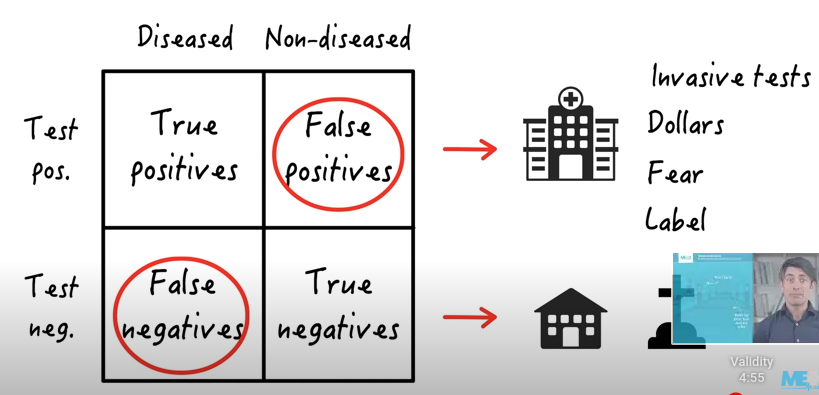 Diseased Non-diseased
Test pos.
True positives
False positives
Invasive tests
Dollars
Fear
Label
Test neg.
False negatives
True negatives
Validity
4:55